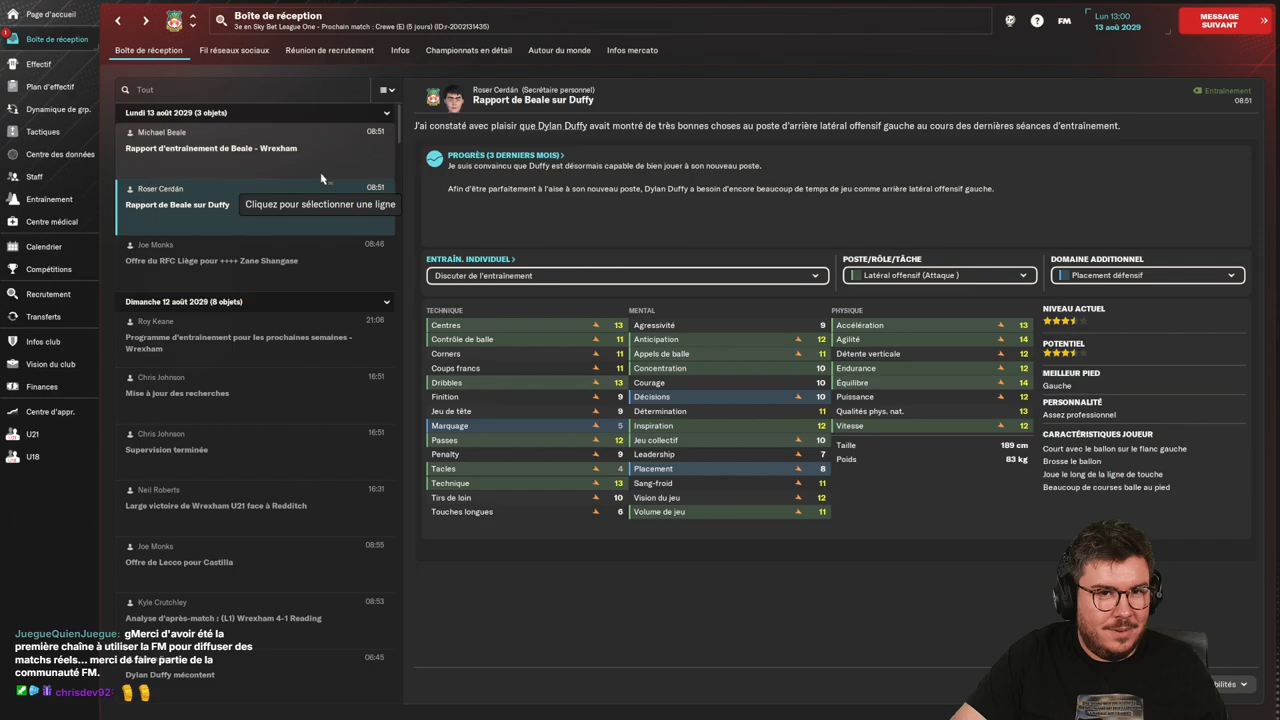 Page d'accueil
1
Boîte de réception
Effectif
Plan d'effectif
Dynamique de grp.
Tactiques
Centre des données
Staff
Entraînement
Centre médical
Calendrier
Compétitions
Recrutement
Transferts
Infos club
Vision du club
Finances
Centre d'appr.
U21
U18
Boîte de réception
3e en Sky Bet League One - Prochain match : Crewe (E) (5 jours) (ID:r-2002131435)
?
FM
Lun 13:00
13 août 2029
MESSAGE
SUIVANT
Boîte de réception
Fil réseaux sociaux
Réunion de recrutement
Infos
Championnats en détail
Autour du monde
Infos mercato
Tout
Lundi 13 août 2029 (3 objets)
Michael Beale 08:51
Rapport d'entraînement de Beale - Wrexham
Roser Cerdán 08:51
Rapport de Beale sur Duffy
Cliquez pour sélectionner une ligne
Joe Monks 08:46
Offre du RFC Liège pour ++++ Zane Shangase
Dimanche 12 août 2029 (8 objets)
Roy Keane 21:06
Programme d'entraînement pour les prochaines semaines -
Wrexham
Chris Johnson 16:51
Mise à jour des recherches
Chris Johnson 16:51
Supervision terminée
Neil Roberts 16:31
Large victoire de Wrexham U21 face à Redditch
Joe Monks 08:55
Offre de Lecco pour Castilla
Kyle Crutchley 08:53
Analyse d'après-match : (L1) Wrexham 4-1 Reading
06:45
Dylan Duffy mécontent
Roser Cerdán (Secrétaire personnel)
Rapport de Beale sur Duffy
Entraînement
08:51
J'ai constaté avec plaisir que Dylan Duffy avait montré de très bonnes choses au poste d'arrière latéral offensif gauche au cours des dernières séances d'entraînement.
PROGRÈS (3 DERNIERS MOIS)
Je suis convaincu que Duffy est désormais capable de bien jouer à son nouveau poste.
Afin d'être parfaitement à l'aise à son nouveau poste, Dylan Duffy a besoin d'encore beaucoup de temps de jeu comme arrière latéral offensif gauche.
ENTRAÎN. INDIVIDUEL
Discuter de l'entraînement
POSTE/RÔLE/TÂCHE
Latéral offensif (Attaque )
DOMAINE ADDITIONNEL
Placement défensif
TECHNIQUE
Centres 13
Contrôle de balle 11
Corners 11
Coups francs 11
Dribbles 13
Finition 9
Jeu de tête 9
Marquage 5
Passes 12
Penalty 9
Tacles 4
Technique 13
Tirs de loin 10
Touches longues 6
MENTAL
Agressivité 9
Anticipation 12
Appels de balle 11
Concentration 10
Courage 10
Décisions 10
Détermination 11
Inspiration 12
Jeu collectif 10
Leadership 7
Placement 8
Sang-froid 11
Vision du jeu 12
Volume de jeu 11
PHYSIQUE
Accélération 13
Agilité 14
Détente verticale 12
Endurance 12
Équilibre 14
Puissance 12
Qualités phys. nat. 13
Vitesse 12
Taille 189 cm
Poids 83 kg
NIVEAU ACTUEL
POTENTIEL
MEILLEUR PIED
Gauche
PERSONNALITÉ
Assez professionnel
CARACTÉRISTIQUES JOUEUR
Court avec le ballon sur le flanc gauche
Brosse le ballon
Joue le long de la ligne de touche
Beaucoup de courses balle au pied
JuegueQuienJuegue: gMerci d'avoir été la
première chaîne à utiliser la FM pour diffuser des
matchs réels... merci de faire partie de la
communauté FM.
chrisdev92: